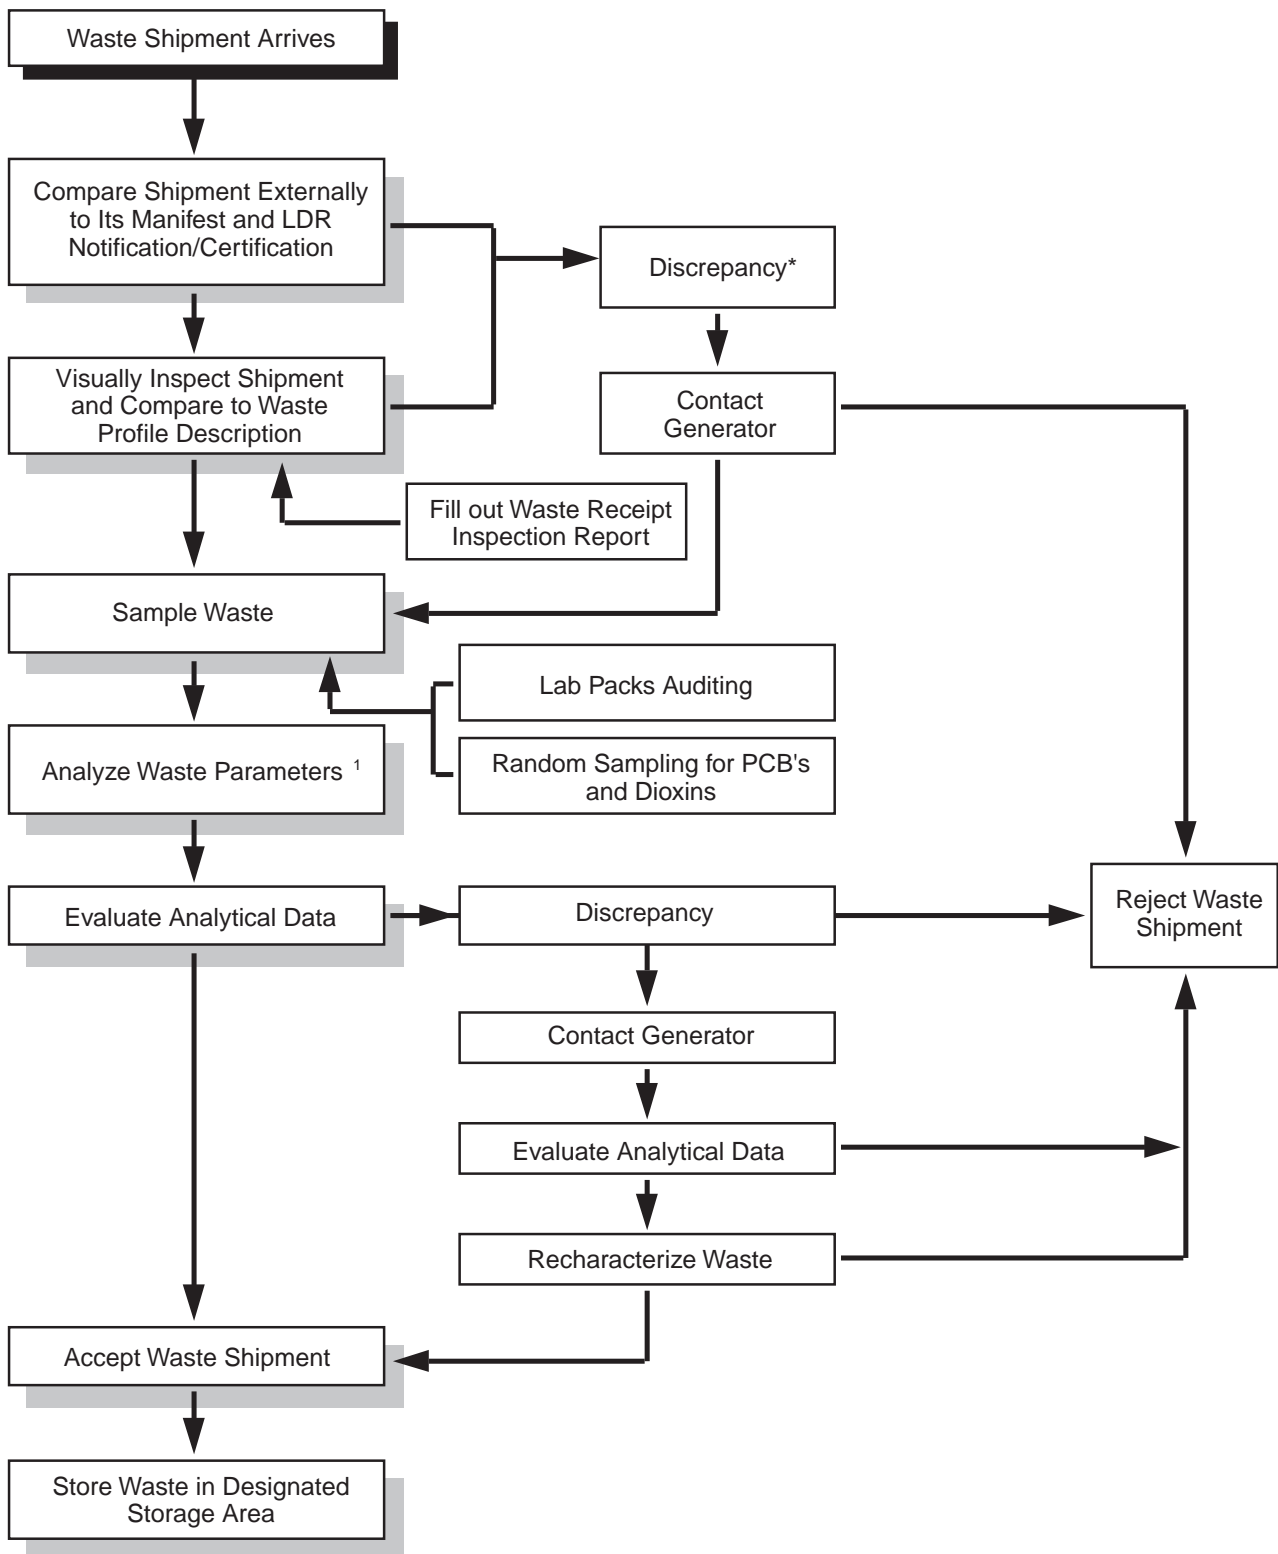 Waste Shipment Arrives
Compare Shipment Externally
to Its Manifest and LDR
Notification/Certification
Discrepancy*
Visually Inspect Shipment
and Compare to Waste
Profile Description
Contact
Generator
Fill out Waste Receipt
Inspection Report
Sample Waste
Lab Packs Auditing
Analyze Waste Parameters 1
Random Sampling for PCB's
and Dioxins
Evaluate Analytical Data
Discrepancy
Reject Waste
Shipment
Contact Generator
Evaluate Analytical Data
Recharacterize Waste
Accept Waste Shipment
Store Waste in Designated
Storage Area